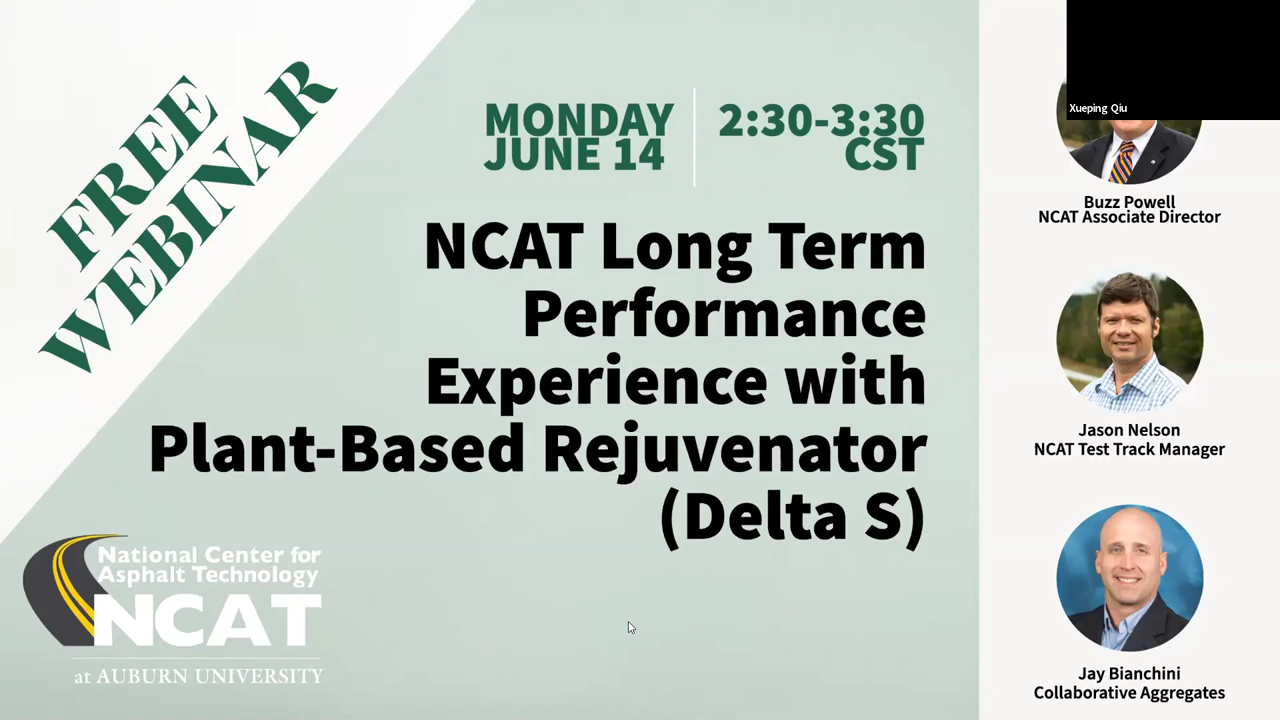 FREE
WEBINAR
MONDAY
JUNE 14
2:30-3:30
CST
NCAT Long Term
Performance
Experience with
Plant-Based Rejuvenator
(Delta S)
National Center for
Asphalt Technology
NCAT
at AUBURN UNIVERSITY
Xueping Qiu
Buzz Powell
NCAT Associate Director
Jason Nelson
NCAT Test Track Manager
Jay Bianchini
Collaborative Aggregates